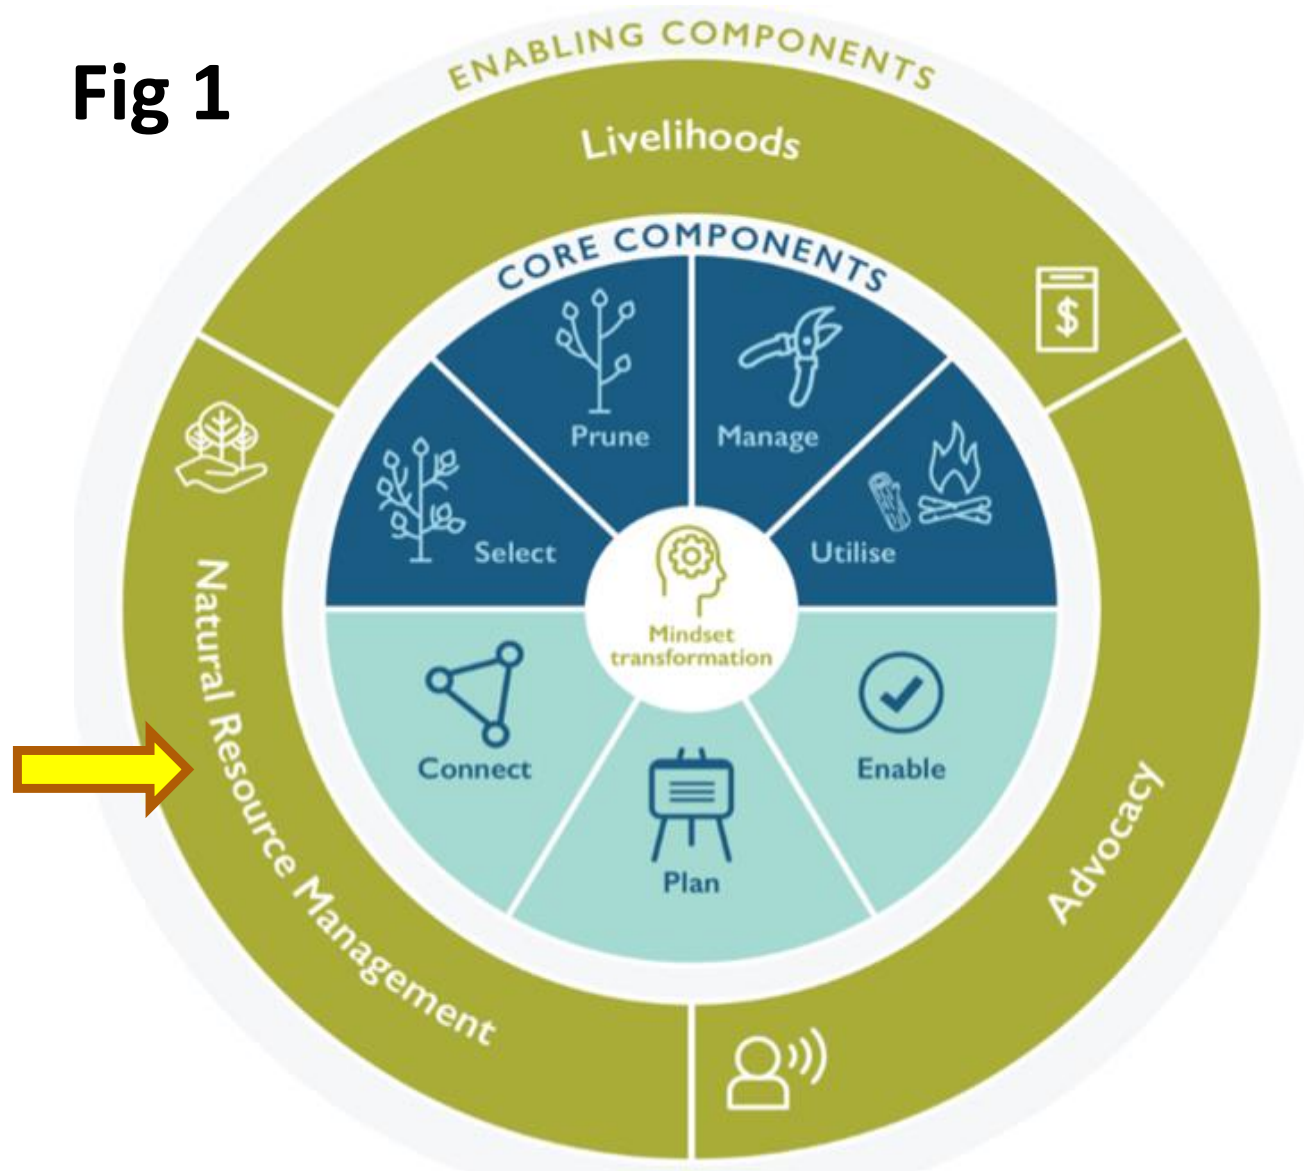 Fig 1
ENABLING COMPONENTS
Livelihoods
$
CORE COMPONENTS
Prune
Manage
Select
Utilise
Mindset
transformation
Natural Resource Management
Connect
Enable
Plan
Advocacy